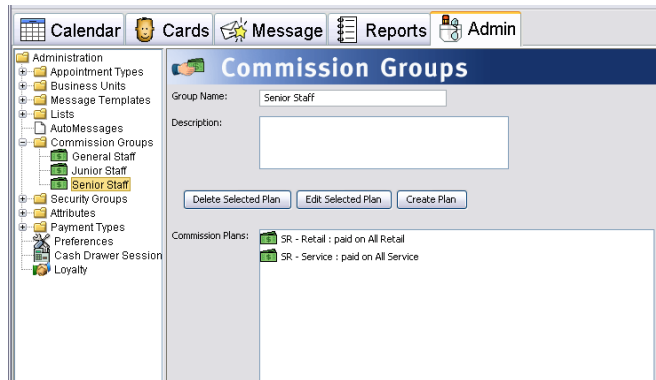 Calendar Cards Message Reports Admin
Administration
Appointment Types
Business Units
Message Templates
Lists
AutoMessages
Commission Groups
General Staff
Junior Staff
Senior Staff
Security Groups
Attributes
Payment Types
Preferences
Cash Drawer Session
Loyalty
Commission Groups
Group Name: Senior Staff
Description:
Delete Selected Plan Edit Selected Plan Create Plan
Commission Plans: SR - Retail : paid on All Retail
SR - Service : paid on All Service